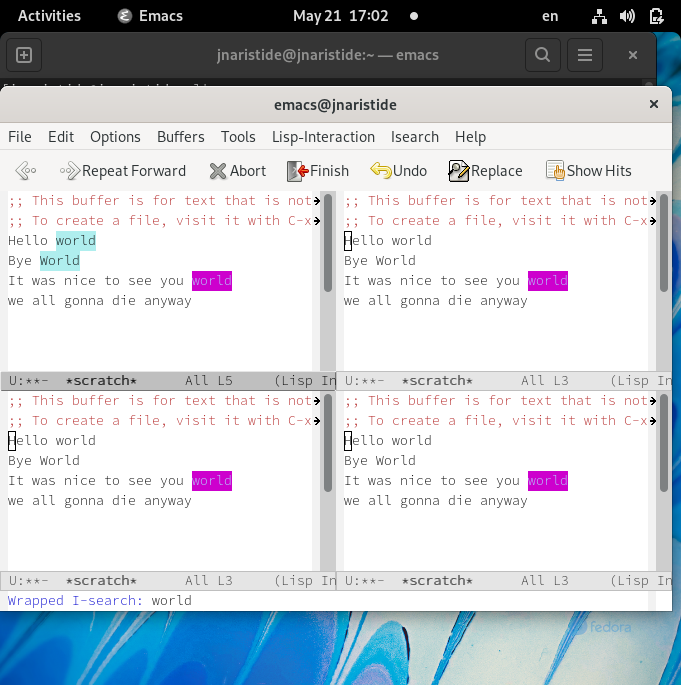 Activities Emacs May 21 17:02 en
jnaristide@jnaristide:~ — emacs
emacs@jnaristide
File Edit Options Buffers Tools Lisp-Interaction Isearch Help
Repeat Forward Abort Finish Undo Replace Show Hits
;; This buffer is for text that is not
;; To create a file, visit it with C-x
Hello world
Bye World
It was nice to see you world
we all gonna die anyway
U:**- *scratch* All L5 (Lisp In
;; This buffer is for text that is not
;; To create a file, visit it with C-x
Hello world
Bye World
It was nice to see you world
we all gonna die anyway
U:**- *scratch* All L3 (Lisp In
;; This buffer is for text that is not
;; To create a file, visit it with C-x
Hello world
Bye World
It was nice to see you world
we all gonna die anyway
U:**- *scratch* All L3 (Lisp In
;; This buffer is for text that is not
;; To create a file, visit it with C-x
Hello world
Bye World
It was nice to see you world
we all gonna die anyway
U:**- *scratch* All L3 (Lisp In
Wrapped I-search: world
fedora